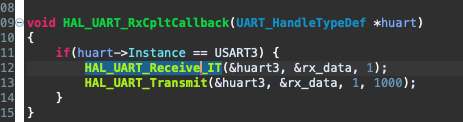 08
09 void HAL_UART_RxCpltCallback(UART_HandleTypeDef *huart)
10 {
11     if(huart->Instance == USART3) {
12         HAL_UART_Receive_IT(&huart3, &rx_data, 1);
13         HAL_UART_Transmit(&huart3, &rx_data, 1, 1000);
14     }
15 }